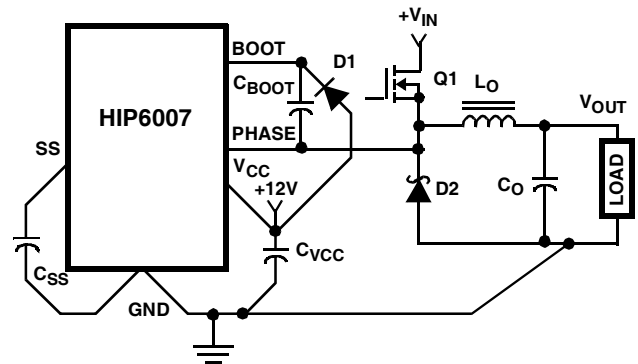 +VIN
BOOT
D1
CBOOT
Q1
LO
HIP6007
VOUT
PHASE
SS
VCC
+12V
D2
CO
LOAD
CVCC
CSS
GND